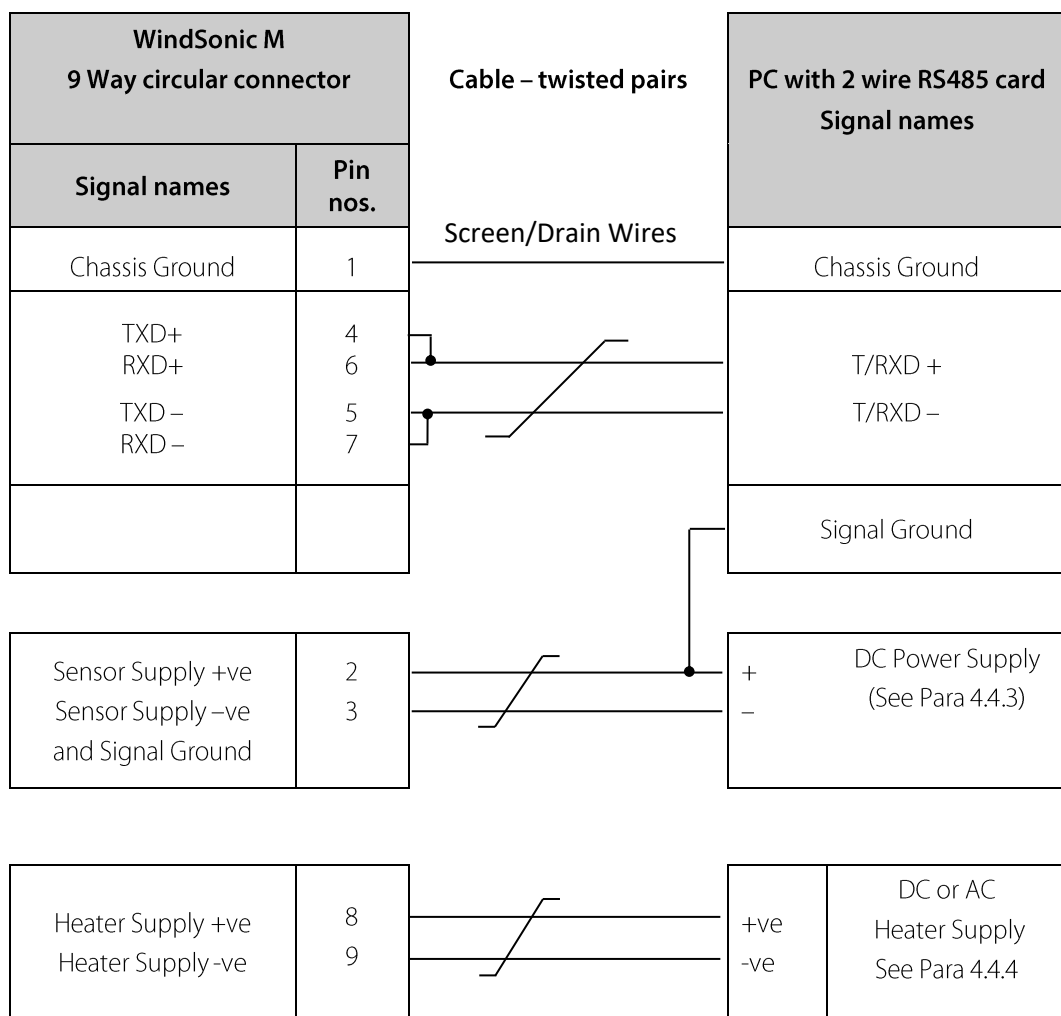 WindSonic M
9 Way circular connector
Cable – twisted pairs
PC with 2 wire RS485 card
Signal names
Signal names
Pin
nos.
Screen/Drain Wires
Chassis Ground 1 Chassis Ground
TXD+ 4
RXD+ 6 T/RXD +
TXD – 5 T/RXD –
RXD – 7
Signal Ground
Sensor Supply +ve 2 + DC Power Supply
Sensor Supply –ve 3 – (See Para 4.4.3)
and Signal Ground
Heater Supply +ve 8 +ve DC or AC
Heater Supply -ve 9 -ve Heater Supply
See Para 4.4.4